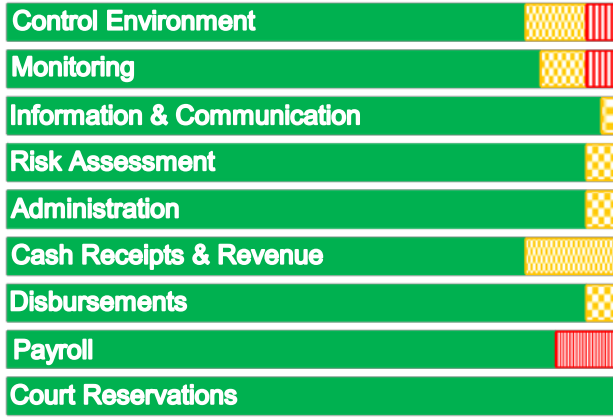 Control Environment
Monitoring
Information & Communication
Risk Assessment
Administration
Cash Receipts & Revenue
Disbursements
Payroll
Court Reservations